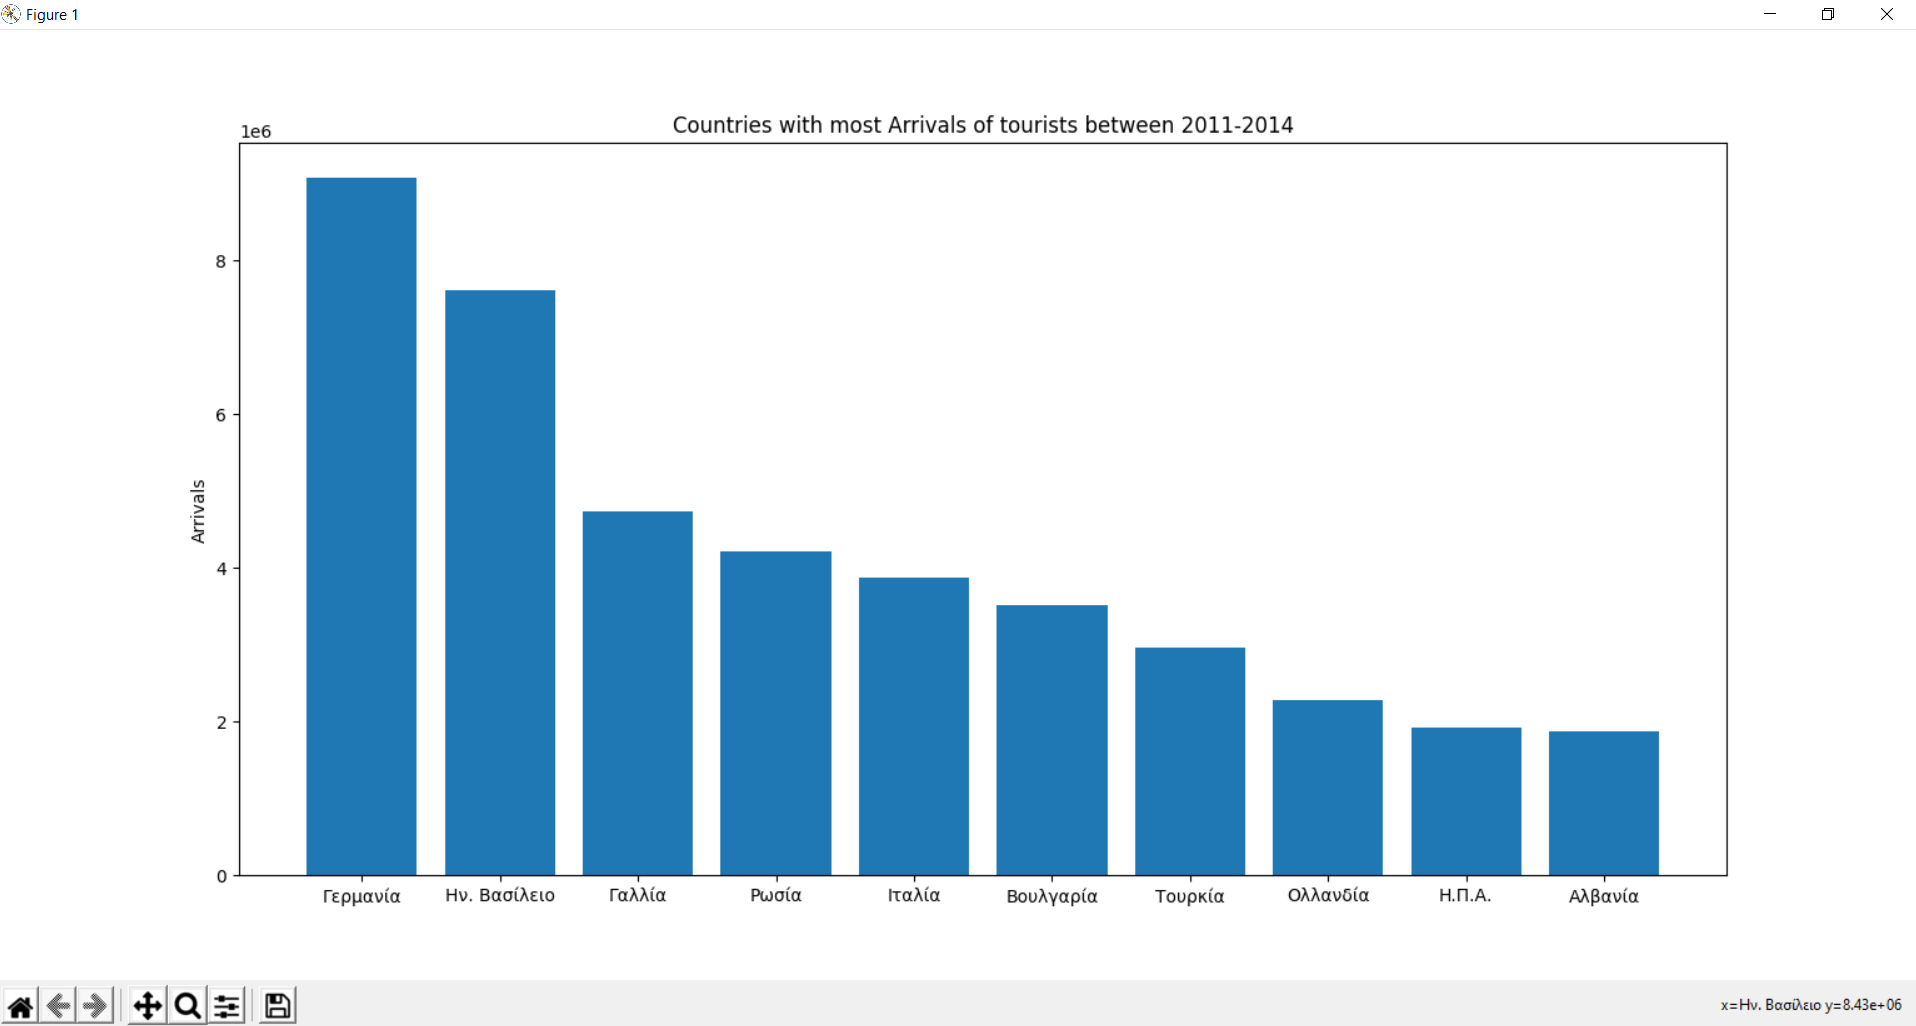 Figure 1
Countries with most Arrivals of tourists between 2011-2014
1e6
8
6
4
2
0
Arrivals
Γερμανία Ην. Βασίλειο Γαλλία Ρωσία Ιταλία Βουλγαρία Τουρκία Ολλανδία Η.Π.Α. Αλβανία
x=Ην. Βασίλειο y=8.43e+06